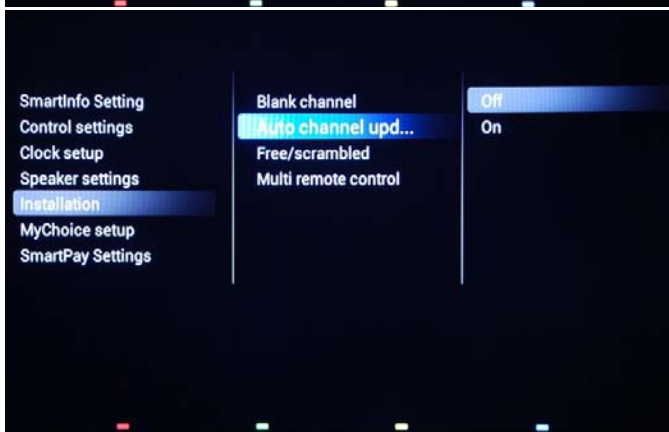 SmartInfo Setting
Control settings
Clock setup
Speaker settings
Installation
MyChoice setup
SmartPay Settings
Blank channel
Auto channel upd...
Free/scrambled
Multi remote control
Off
On